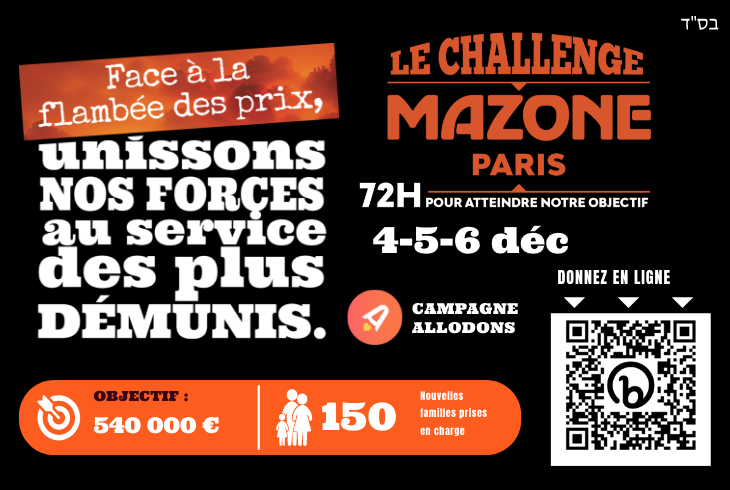 בס"ד
Face à la
flambée des prix,
unissons
NOS FORÇES
au service
des plus
DÉMUNIS.
LE CHALLENGE
MAZONE
PARIS
72H POUR ATTEINDRE NOTRE OBJECTIF
4-5-6 déc
CAMPAGNE
ALLODONS
DONNEZ EN LIGNE
b
OBJECTIF :
540 000 €
150
Nouvelles
familles prises
en charge